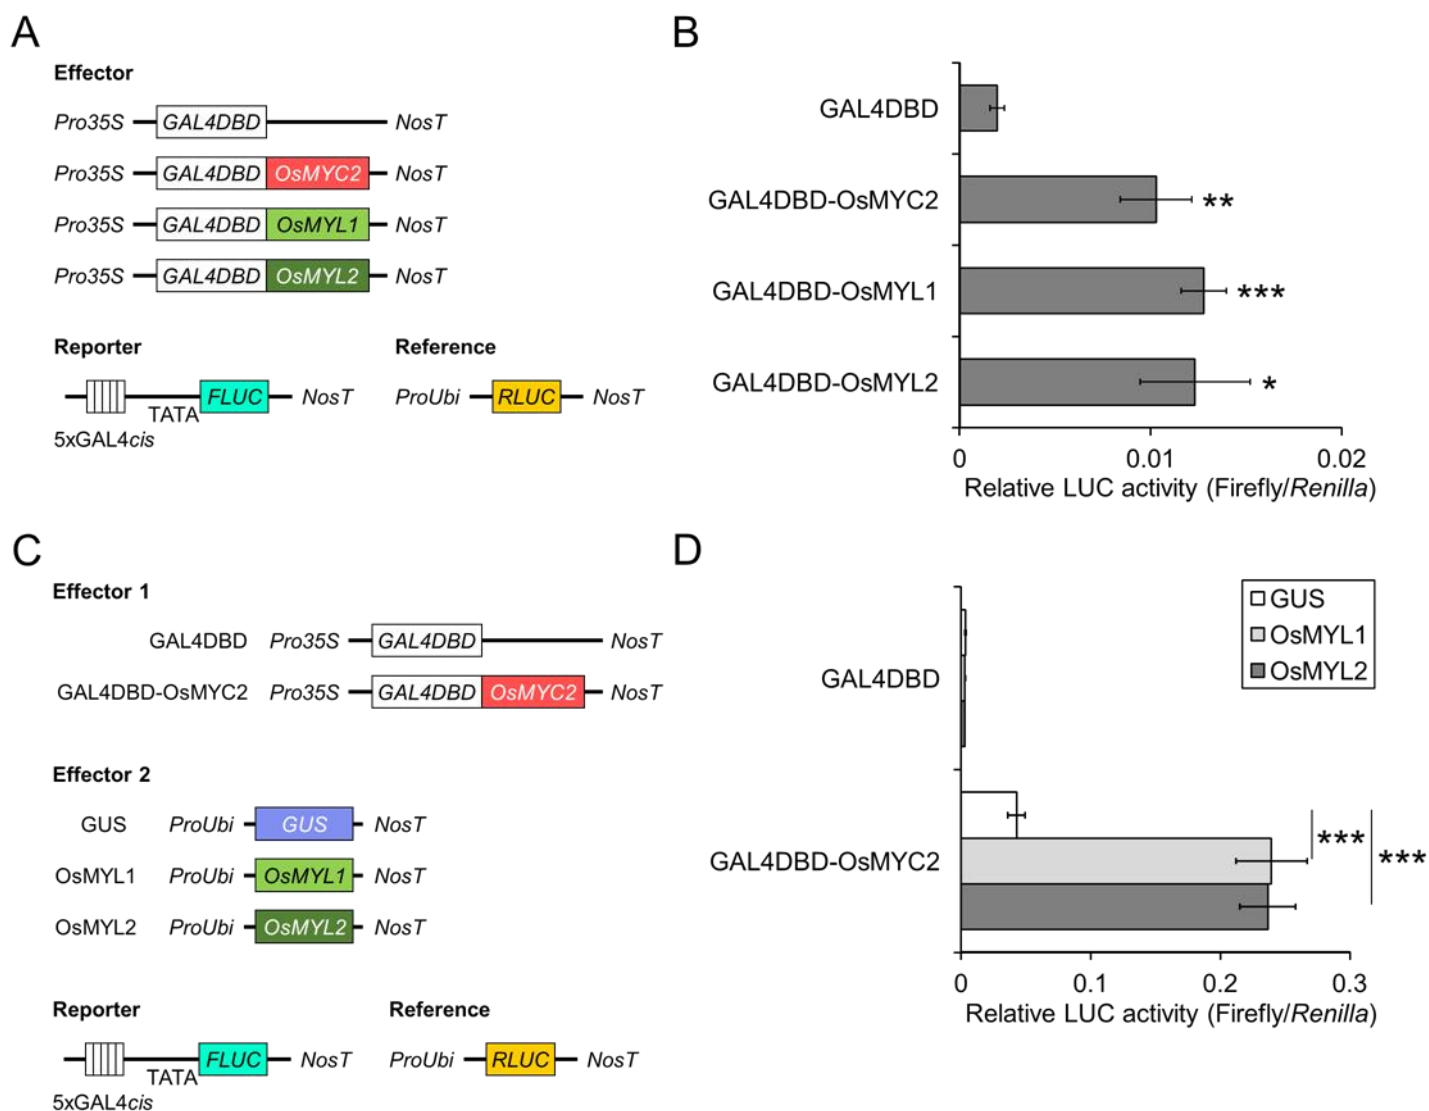 A
Effector
Pro35S GAL4DBD NosT
Pro35S GAL4DBD OsMYC2 NosT
Pro35S GAL4DBD OsMYL1 NosT
Pro35S GAL4DBD OsMYL2 NosT
Reporter Reference
TATA FLUC NosT ProUbi RLUC NosT
5xGAL4cis
B
GAL4DBD
GAL4DBD-OsMYC2 **
GAL4DBD-OsMYL1 ***
GAL4DBD-OsMYL2 *
0 0.01 0.02
Relative LUC activity (Firefly/Renilla)
C
Effector 1
GAL4DBD Pro35S GAL4DBD NosT
GAL4DBD-OsMYC2 Pro35S GAL4DBD OsMYC2 NosT
Effector 2
GUS ProUbi GUS NosT
OsMYL1 ProUbi OsMYL1 NosT
OsMYL2 ProUbi OsMYL2 NosT
Reporter Reference
TATA FLUC NosT ProUbi RLUC NosT
5xGAL4cis
D
GUS
OsMYL1
OsMYL2
GAL4DBD
GAL4DBD-OsMYC2 *** ***
0 0.1 0.2 0.3
Relative LUC activity (Firefly/Renilla)